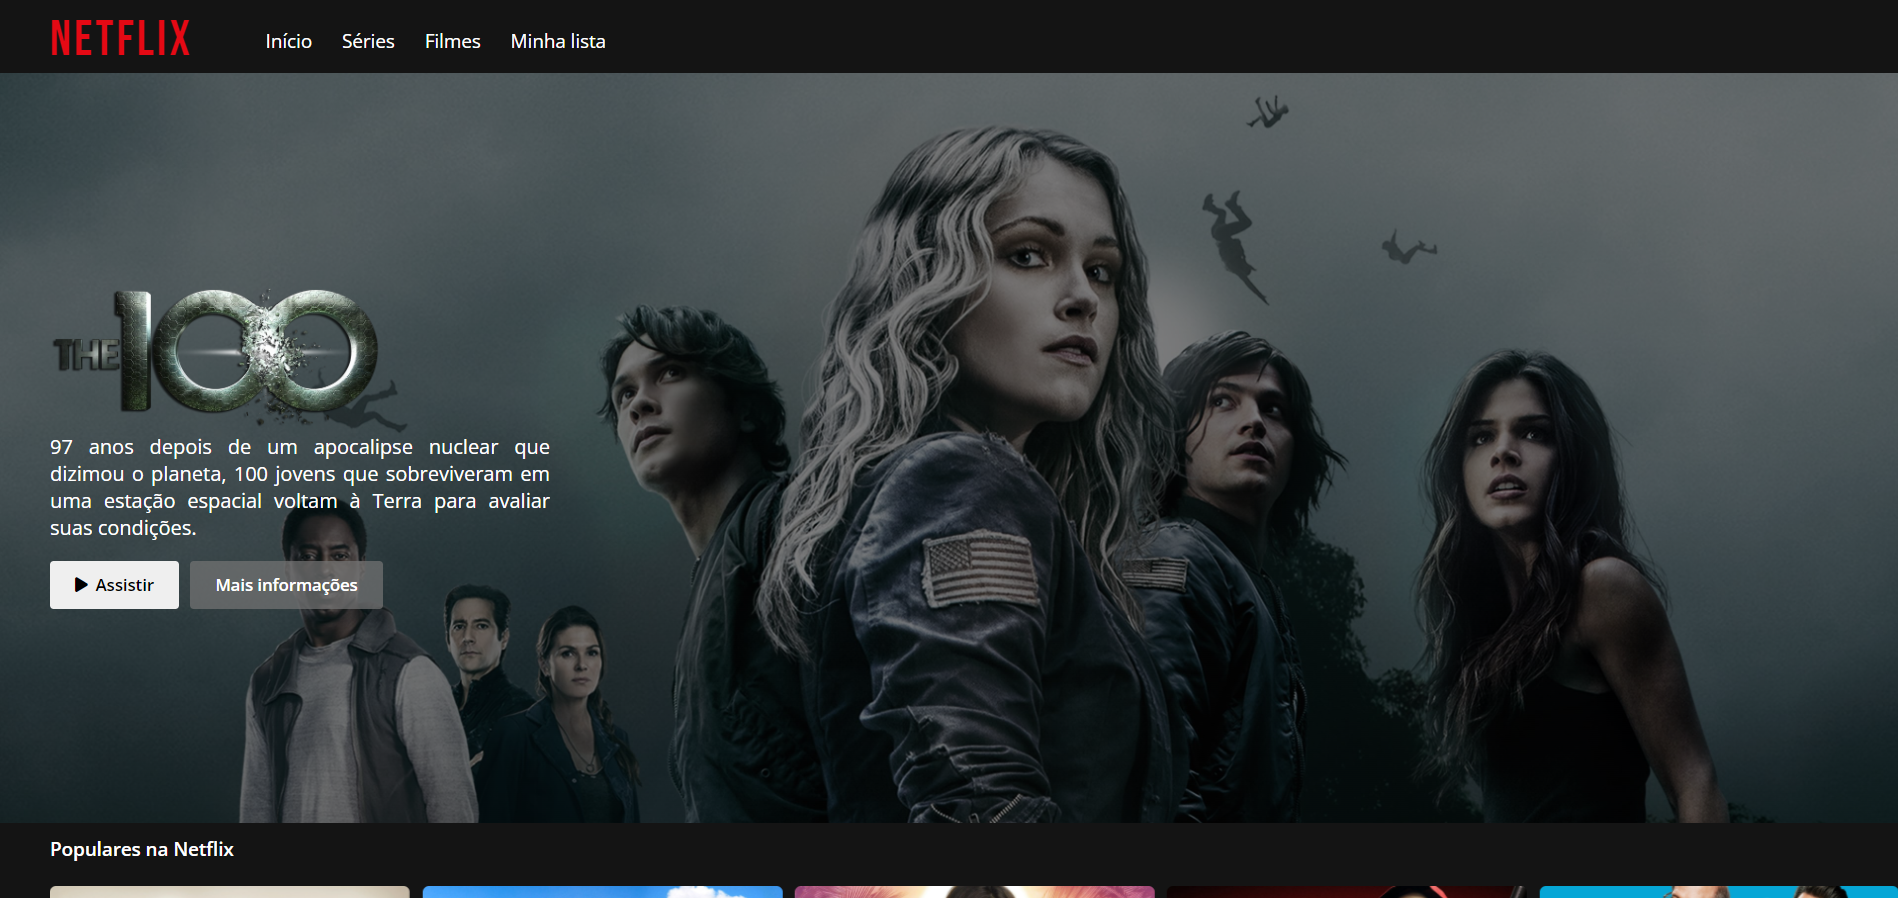 NETFLIX
Início Séries Filmes Minha lista
THE 100
97 anos depois de um apocalipse nuclear que
dizimou o planeta, 100 jovens que sobreviveram em
uma estação espacial voltam à Terra para avaliar
suas condições.
Assistir
Mais informações
Populares na Netflix